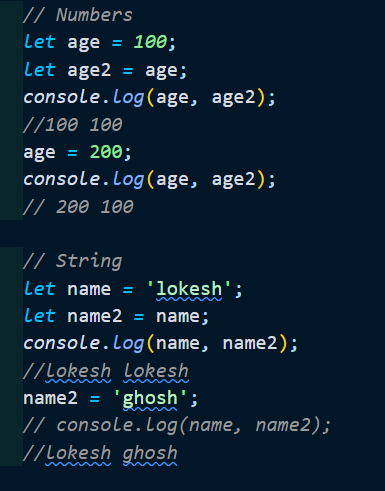 // Numbers
let age = 100;
let age2 = age;
console.log(age, age2);
//100 100
age = 200;
console.log(age, age2);
// 200 100
// String
let name = 'lokesh';
let name2 = name;
console.log(name, name2);
//lokesh lokesh
name2 = 'ghosh';
// console.log(name, name2);
//lokesh ghosh